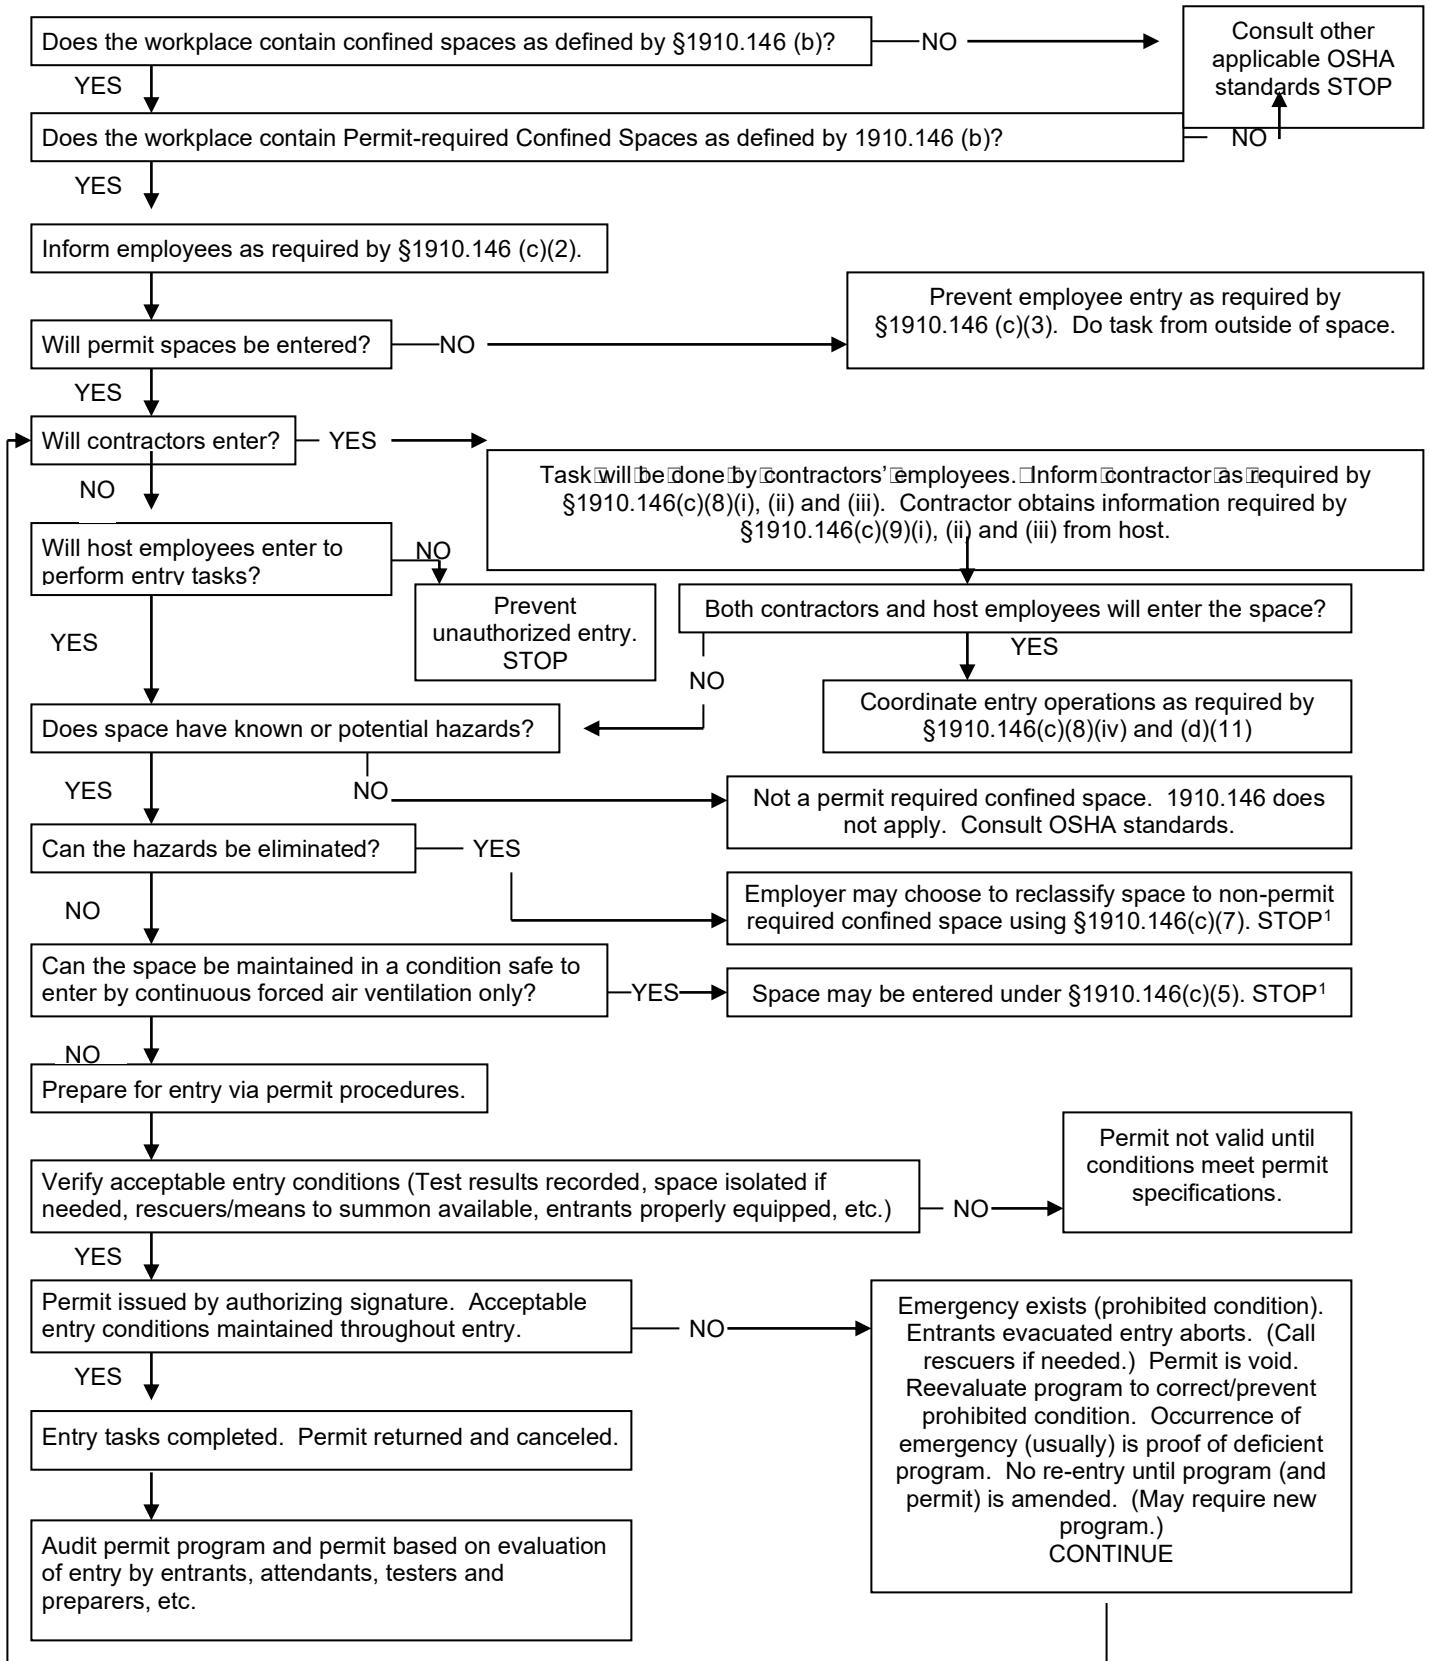 Does the workplace contain confined spaces as defined by §1910.146 (b)?
NO
Consult other
applicable OSHA
standards STOP
YES
Does the workplace contain Permit-required Confined Spaces as defined by 1910.146 (b)?
NO
YES
Inform employees as required by §1910.146 (c)(2).
Prevent employee entry as required by
§1910.146 (c)(3).  Do task from outside of space.
Will permit spaces be entered?
NO
YES
Will contractors enter?
YES
Task will be done by contractors’ employees. Inform contractor as required by
§1910.146(c)(8)(i), (ii) and (iii).  Contractor obtains information required by
§1910.146(c)(9)(i), (ii) and (iii) from host.
NO
Will host employees enter to
perform entry tasks?
NO
Prevent
unauthorized entry.
STOP
Both contractors and host employees will enter the space?
YES
YES
NO
Coordinate entry operations as required by
§1910.146(c)(8)(iv) and (d)(11)
Does space have known or potential hazards?
YES
NO
Not a permit required confined space.  1910.146 does
not apply.  Consult OSHA standards.
Can the hazards be eliminated?
YES
Employer may choose to reclassify space to non-permit
required confined space using §1910.146(c)(7). STOP¹
NO
Can the space be maintained in a condition safe to
enter by continuous forced air ventilation only?
YES
Space may be entered under §1910.146(c)(5). STOP¹
NO
Prepare for entry via permit procedures.
Permit not valid until
conditions meet permit
specifications.
Verify acceptable entry conditions (Test results recorded, space isolated if
needed, rescuers/means to summon available, entrants properly equipped, etc.)
NO
YES
Permit issued by authorizing signature.  Acceptable
entry conditions maintained throughout entry.
NO
Emergency exists (prohibited condition).
Entrants evacuated entry aborts.  (Call
rescuers if needed.)  Permit is void.
Reevaluate program to correct/prevent
prohibited condition.  Occurrence of
emergency (usually) is proof of deficient
program.  No re-entry until program (and
permit) is amended.  (May require new
program.)
CONTINUE
YES
Entry tasks completed.  Permit returned and canceled.
Audit permit program and permit based on evaluation
of entry by entrants, attendants, testers and
preparers, etc.